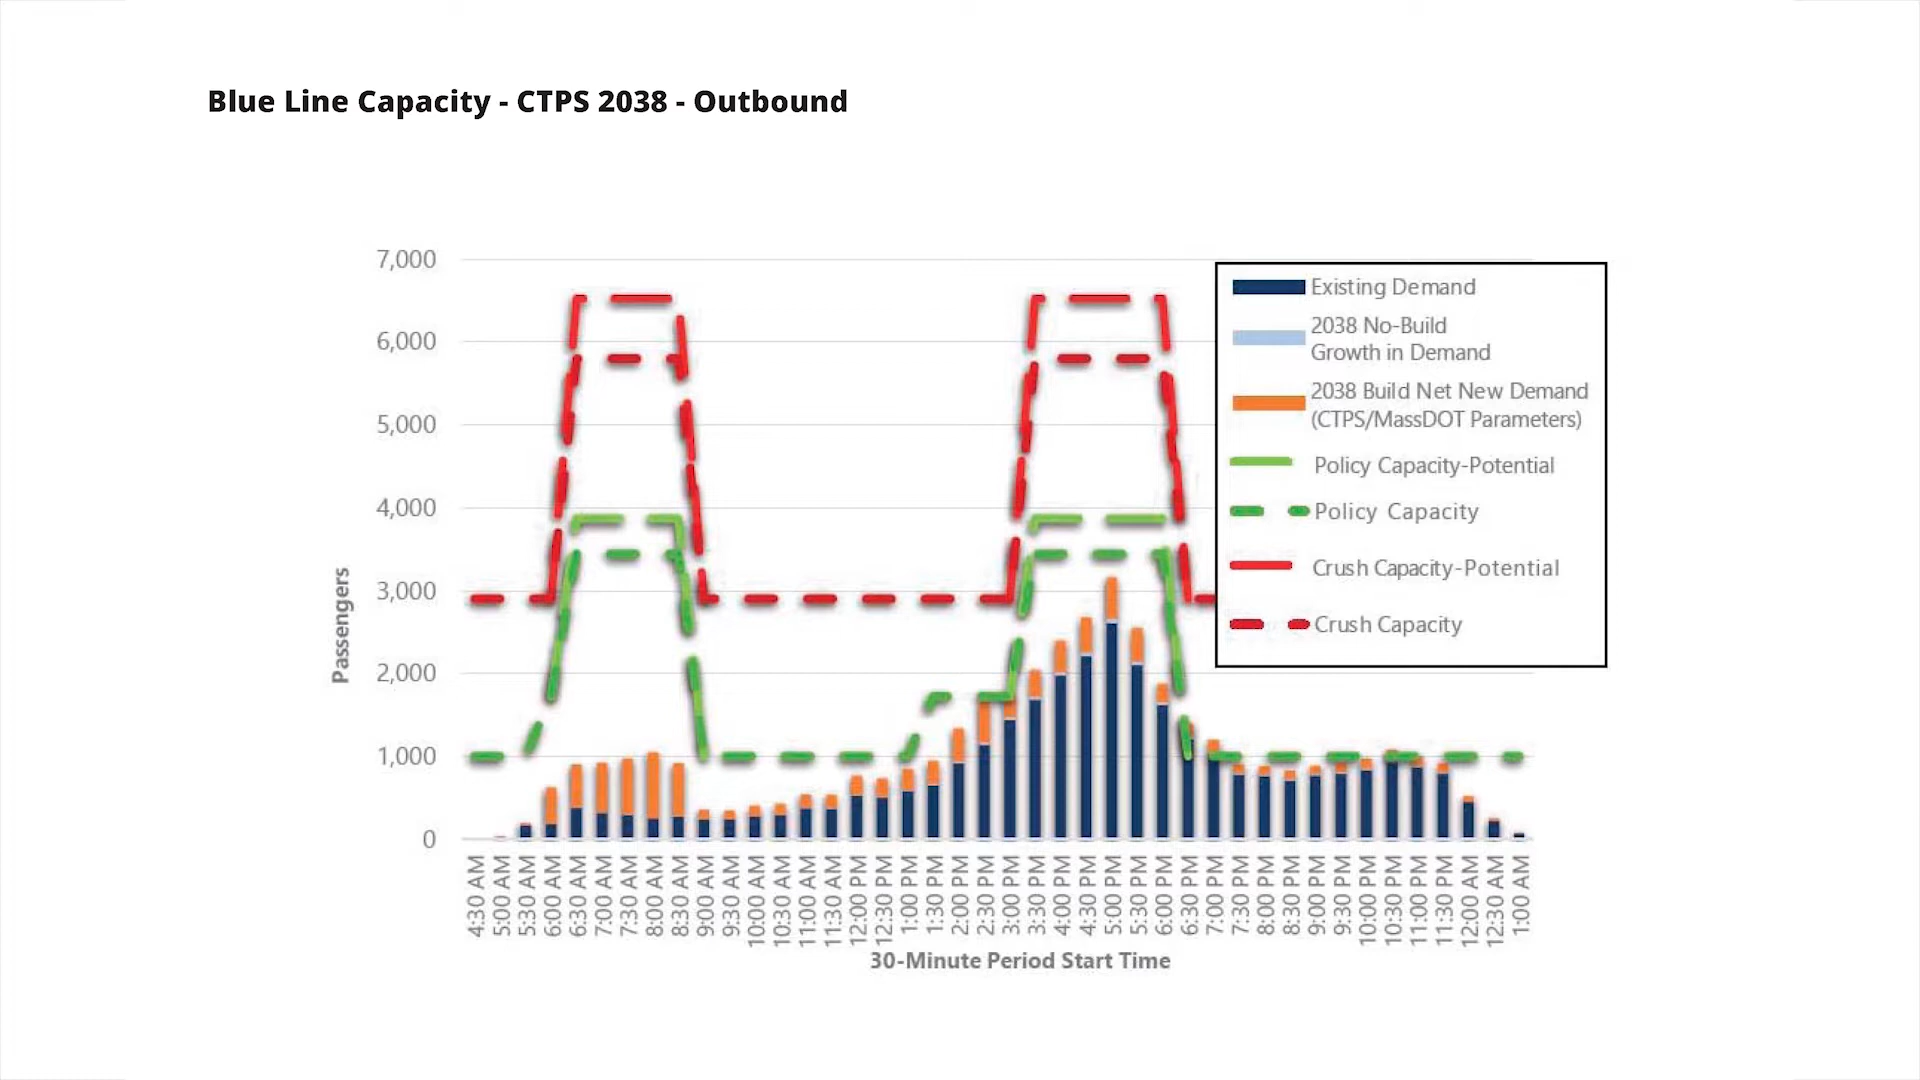 Blue Line Capacity - CTPS 2038 - Outbound
7,000
6,000
5,000
4,000
3,000
2,000
1,000
0
Passengers
Existing Demand
2038 No-Build
Growth in Demand
2038 Build Net New Demand
(CTPS/MassDOT Parameters)
Policy Capacity-Potential
Policy Capacity
Crush Capacity-Potential
Crush Capacity
4:30 AM
5:00 AM
5:30 AM
6:00 AM
6:30 AM
7:00 AM
7:30 AM
8:00 AM
8:30 AM
9:00 AM
9:30 AM
10:00 AM
10:30 AM
11:00 AM
11:30 AM
12:00 PM
12:30 PM
1:00 PM
1:30 PM
2:00 PM
2:30 PM
3:00 PM
3:30 PM
4:00 PM
4:30 PM
5:00 PM
5:30 PM
6:00 PM
6:30 PM
7:00 PM
7:30 PM
8:00 PM
8:30 PM
9:00 PM
9:30 PM
10:00 PM
10:30 PM
11:00 PM
11:30 PM
12:00 AM
12:30 AM
1:00 AM
30-Minute Period Start Time